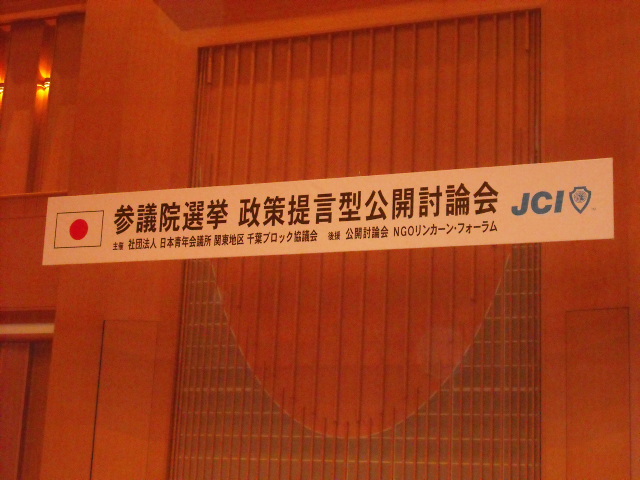 参議院選挙 政策提言型公開討論会 JCI
主催 社団法人 日本青年会議所 関東地区 千葉ブロック協議会 後援 公開討論会 NGOリンカーン・フォーラム